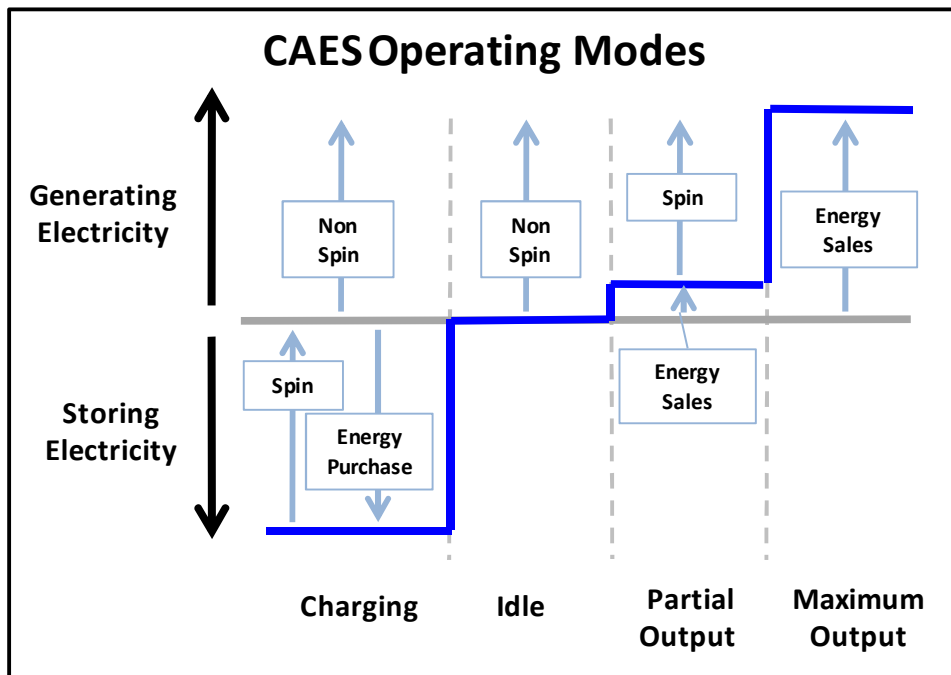 CAES Operating Modes
Generating
Electricity
Non
Spin
Non
Spin
Spin
Energy
Sales
Storing
Electricity
Spin
Energy
Purchase
Energy
Sales
Charging
Idle
Partial
Output
Maximum
Output